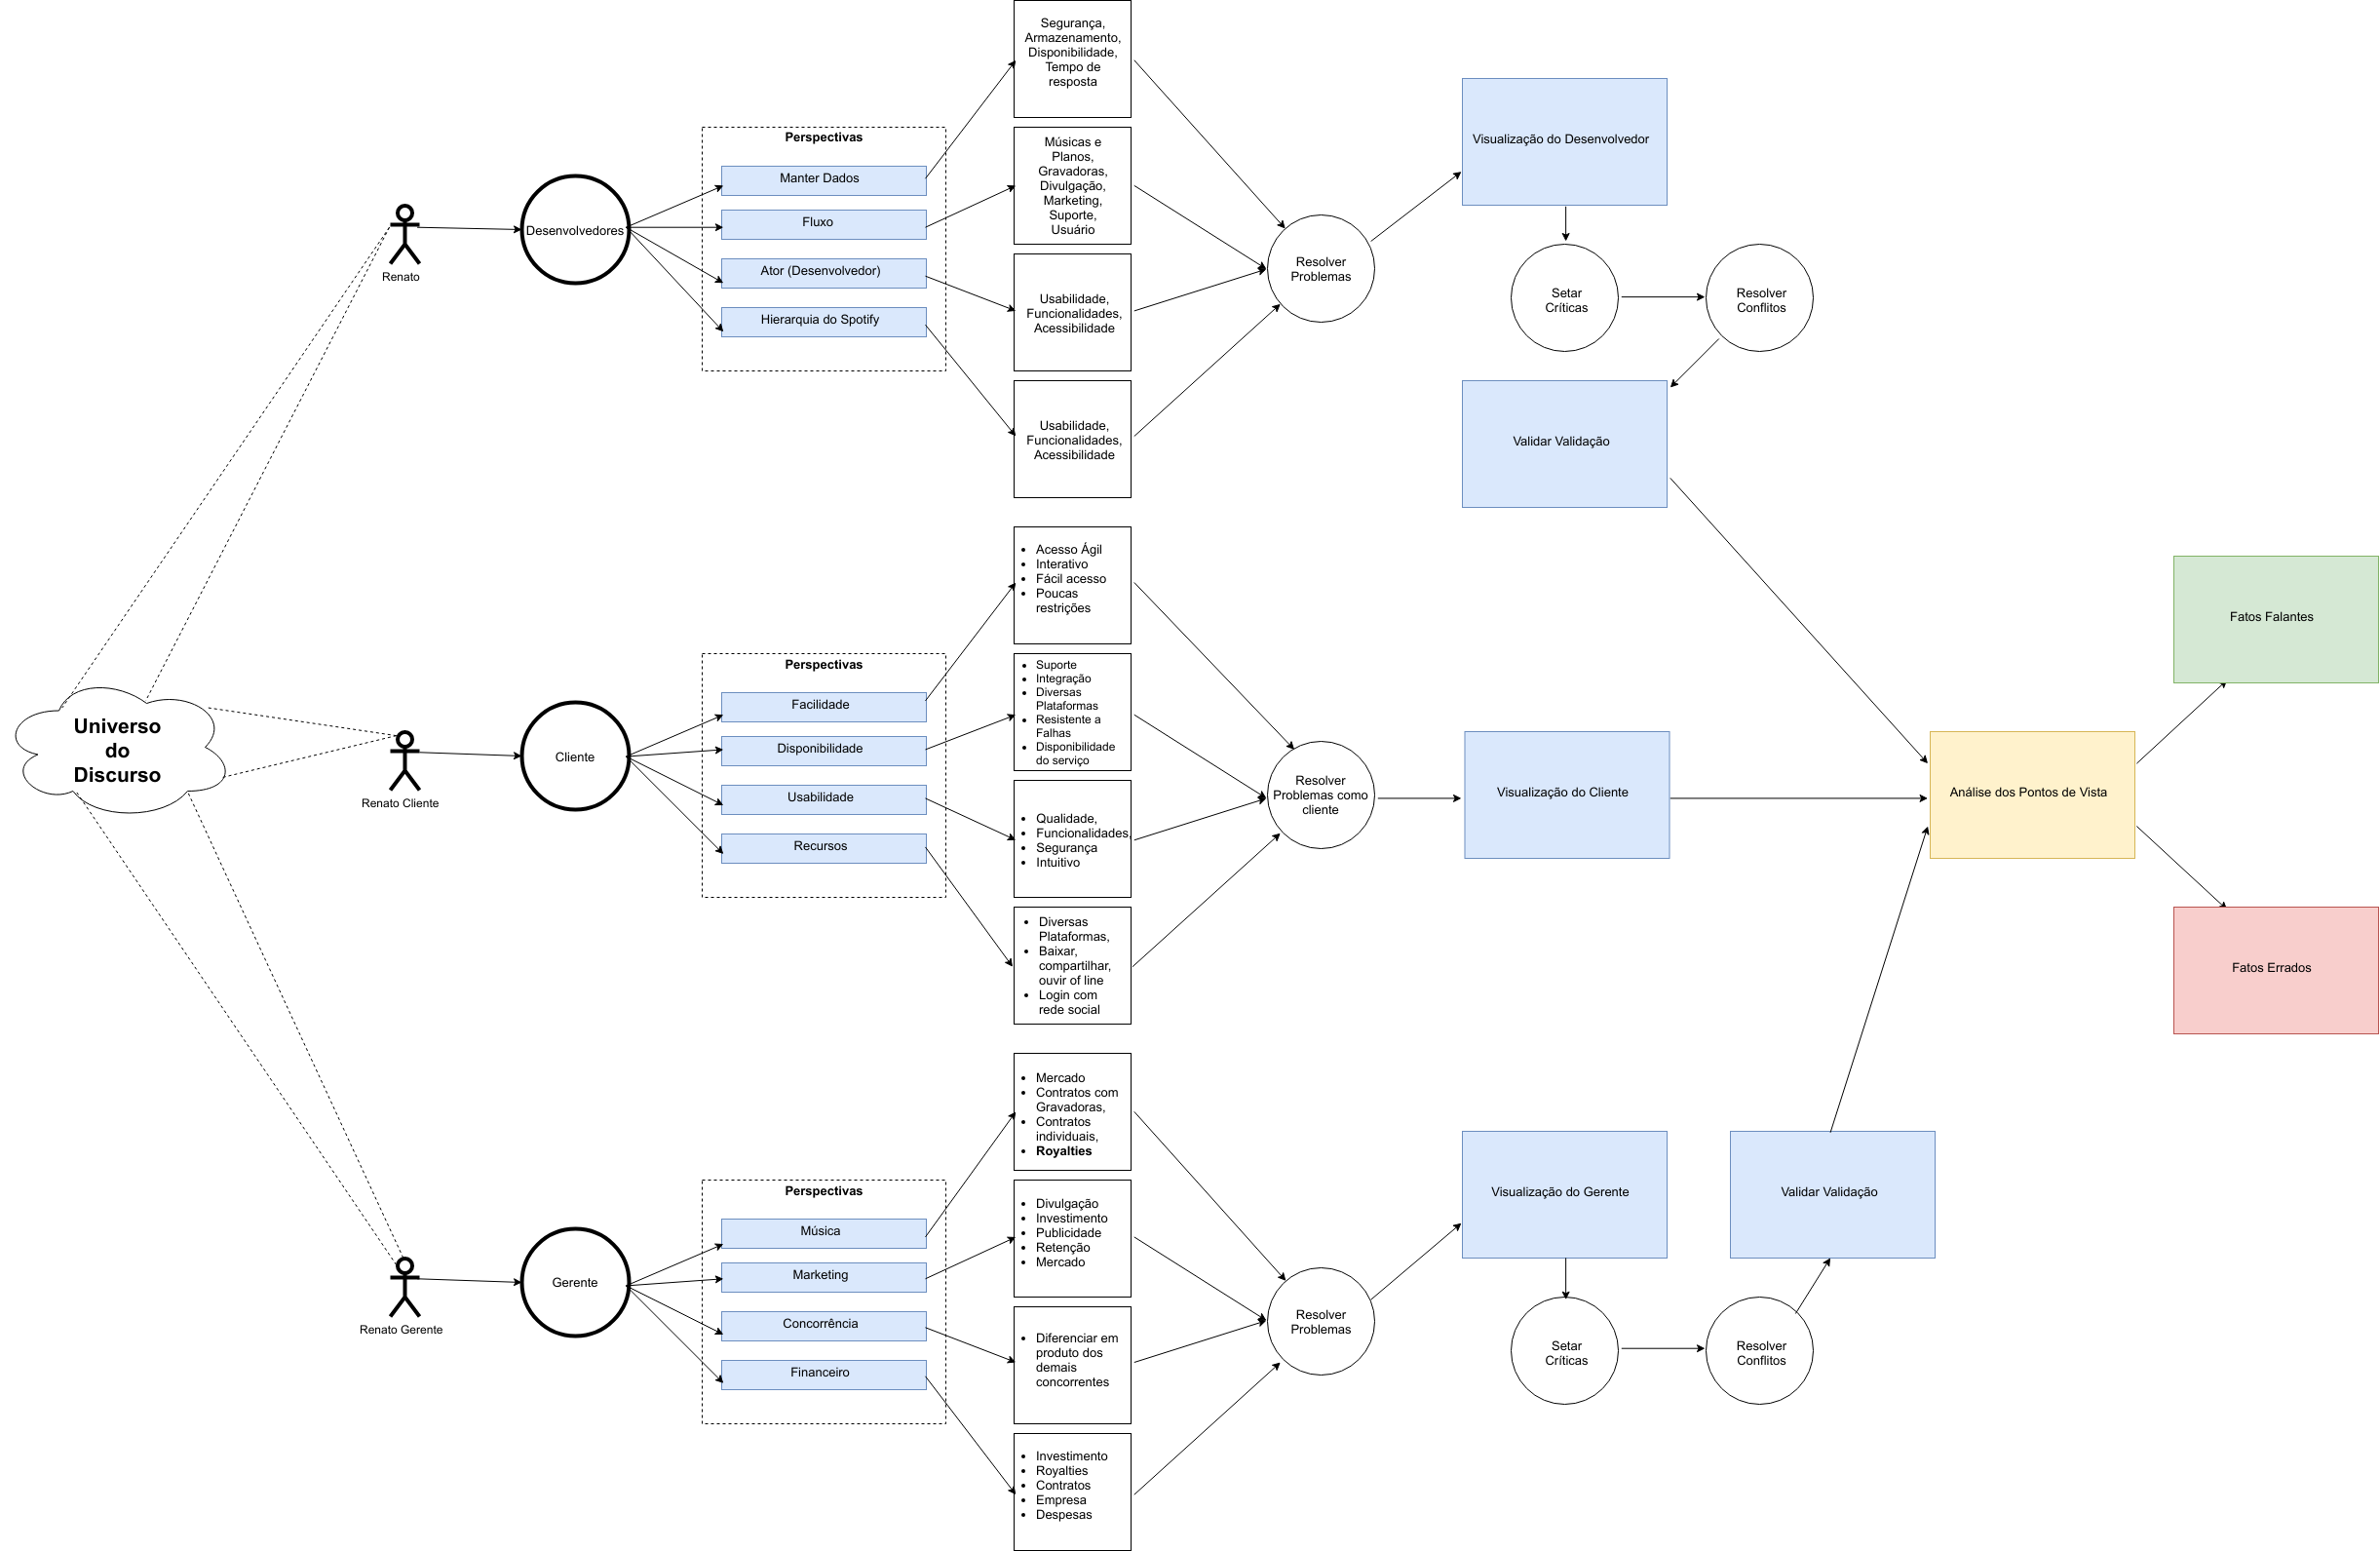 Segurança,
Armazenamento,
Disponibilidade,
Tempo de
resposta
Perspectivas
Manter Dados
Fluxo
Ator (Desenvolvedor)
Hierarquia do Spotify
Músicas e
Planos,
Gravadoras,
Divulgação,
Marketing,
Suporte,
Usuário
Usabilidade,
Funcionalidades,
Acessibilidade
Usabilidade,
Funcionalidades,
Acessibilidade
Renato
Desenvolvedores
Resolver
Problemas
Visualização do Desenvolvedor
Setar
Críticas
Resolver
Conflitos
Validar Validação
Universo
do
Discurso
Renato Cliente
Cliente
Perspectivas
Facilidade
Disponibilidade
Usabilidade
Recursos
• Acesso Ágil
• Interativo
• Fácil acesso
• Poucas
restrições
• Suporte
• Integração
• Diversas
Plataformas
• Resistente a
Falhas
• Disponibilidade
do serviço
• Qualidade,
• Funcionalidades,
• Segurança
• Intuitivo
• Diversas
Plataformas,
• Baixar,
compartilhar,
ouvir of line
• Login com
rede social
Resolver
Problemas como
cliente
Visualização do Cliente
Análise dos Pontos de Vista
Fatos Falantes
Fatos Errados
Renato Gerente
Gerente
Perspectivas
Música
Marketing
Concorrência
Financeiro
• Mercado
• Contratos com
Gravadoras,
• Contratos
individuais,
• Royalties
• Divulgação
• Investimento
• Publicidade
• Retenção
• Mercado
• Diferenciar em
produto dos
demais
concorrentes
• Investimento
• Royalties
• Contratos
• Empresa
• Despesas
Resolver
Problemas
Visualização do Gerente
Setar
Críticas
Resolver
Conflitos
Validar Validação